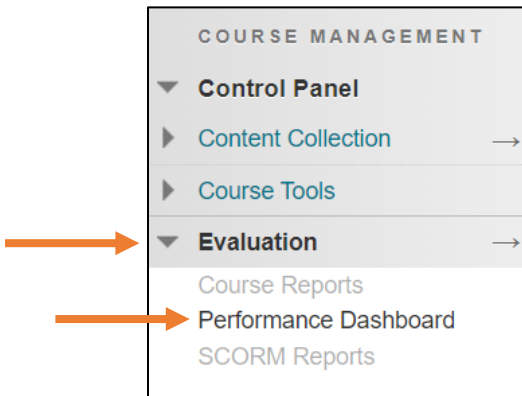 COURSE MANAGEMENT
Control Panel
Content Collection
Course Tools
Evaluation
Course Reports
Performance Dashboard
SCORM Reports